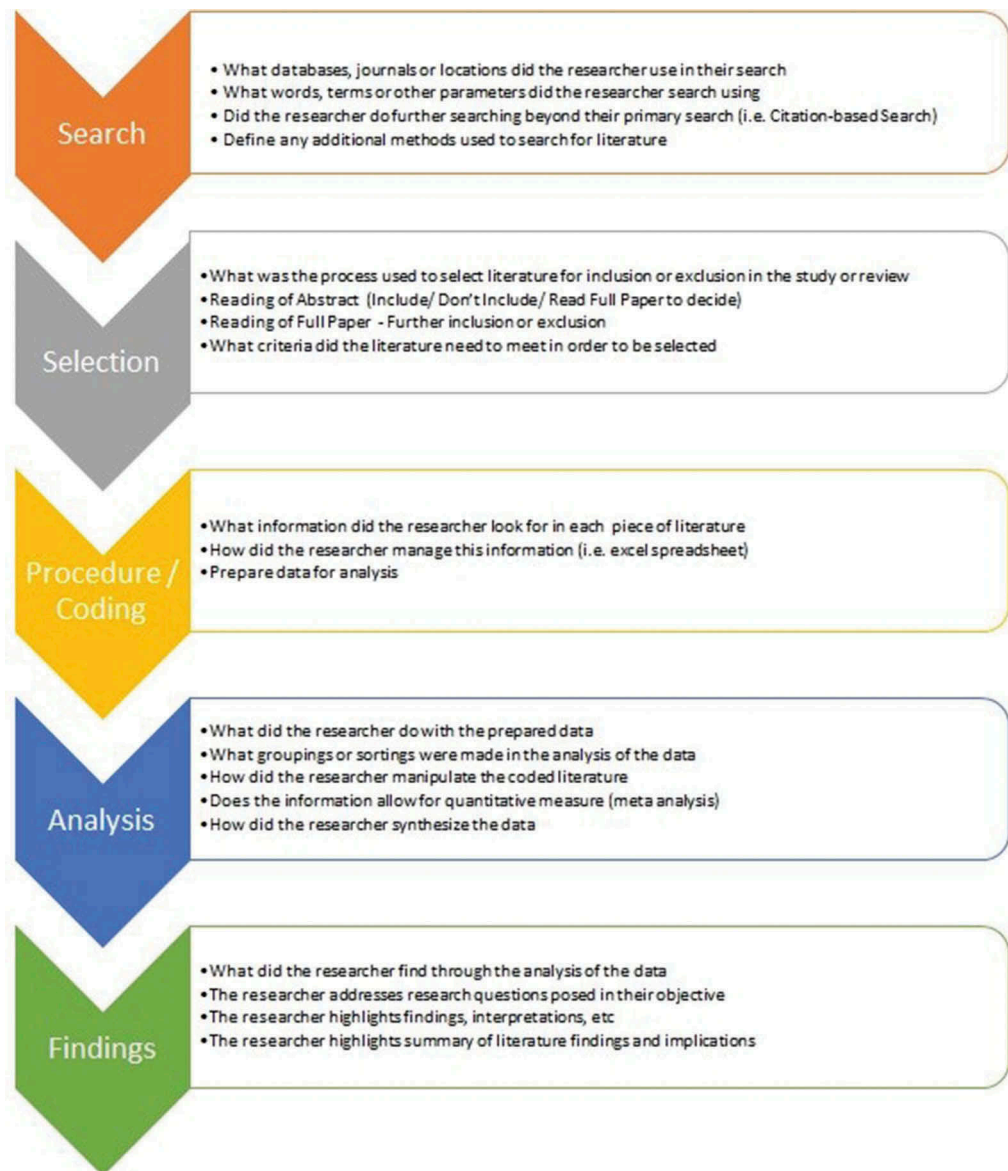 Search
• What databases, journals or locations did the researcher use in their search
• What words, terms or other parameters did the researcher search using
• Did the researcher do further searching beyond their primary search (i.e. Citation-based Search)
• Define any additional methods used to search for literature
Selection
• What was the process used to select literature for inclusion or exclusion in the study or review
• Reading of Abstract (Include/ Don't Include/ Read Full Paper to decide)
• Reading of Full Paper - Further inclusion or exclusion
• What criteria did the literature need to meet in order to be selected
Procedure /
Coding
• What information did the researcher look for in each piece of literature
• How did the researcher manage this information (i.e. excel spreadsheet)
• Prepare data for analysis
Analysis
• What did the researcher do with the prepared data
• What groupings or sortings were made in the analysis of the data
• How did the researcher manipulate the coded literature
• Does the information allow for quantitative measure (meta analysis)
• How did the researcher synthesize the data
Findings
• What did the researcher find through the analysis of the data
• The researcher addresses research questions posed in their objective
• The researcher highlights findings, interpretations, etc
• The researcher highlights summary of literature findings and implications